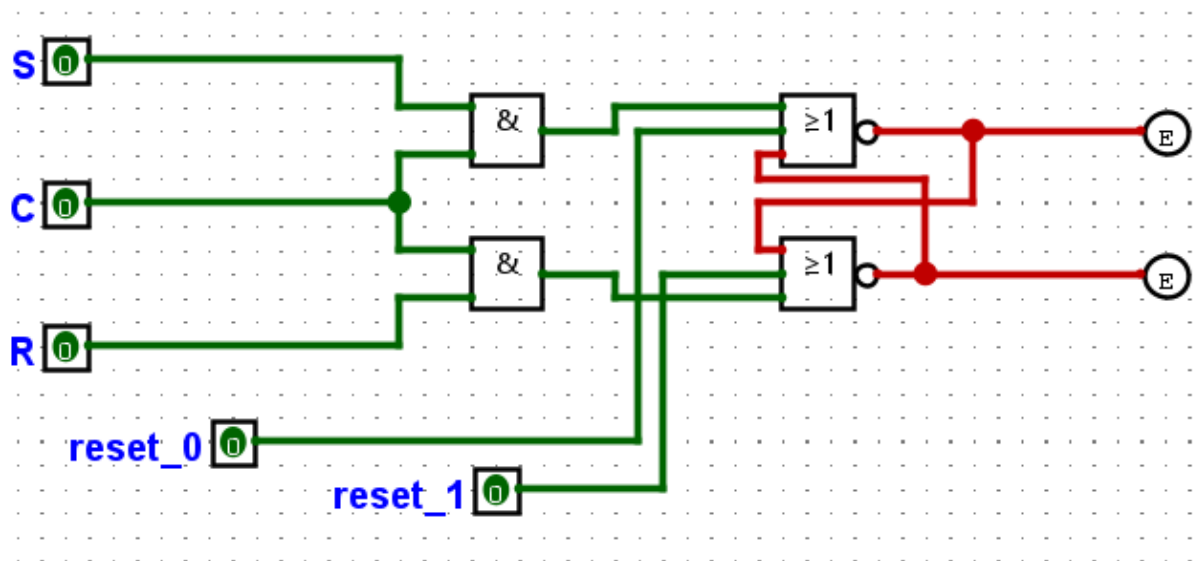 S 0
& ≥1 E
C 0
& ≥1 E
R 0
reset_0 0
reset_1 0